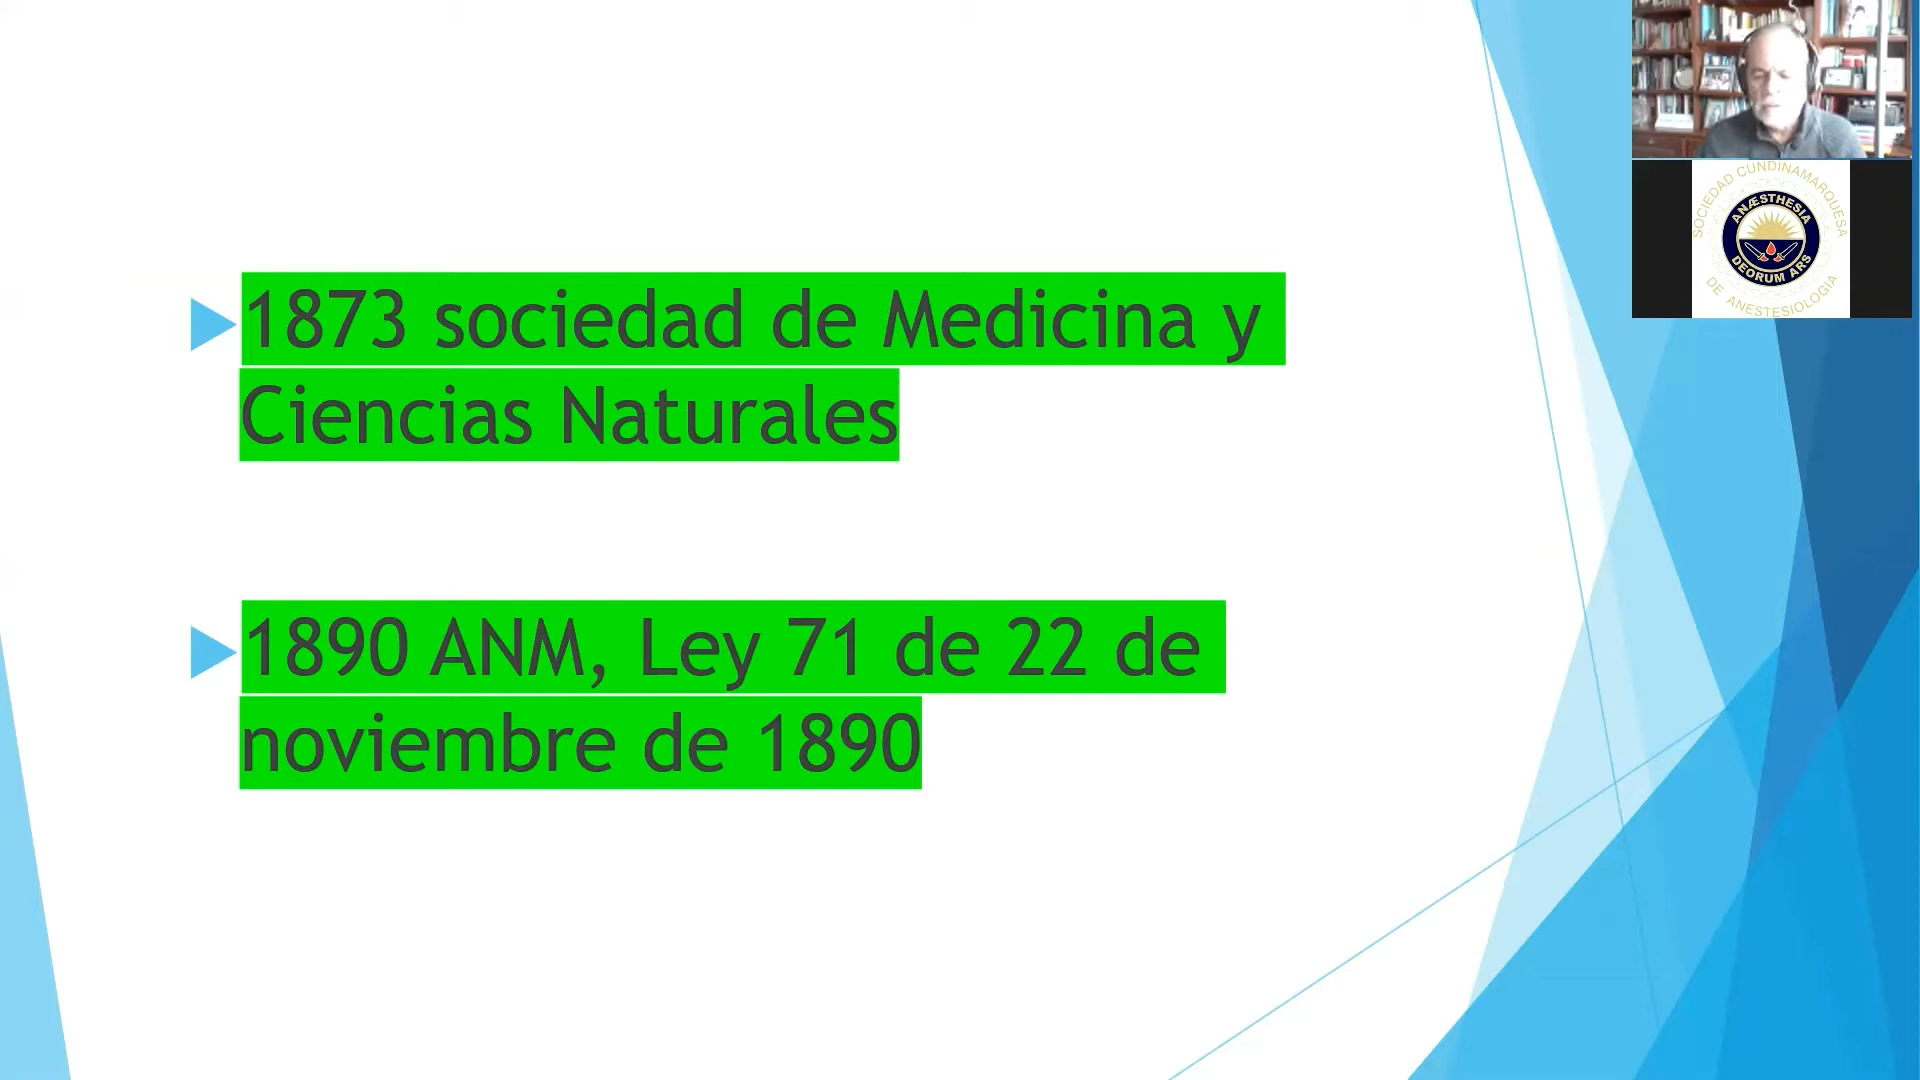 1873 sociedad de Medicina y
Ciencias Naturales
1890 ANM, Ley 71 de 22 de
noviembre de 1890
SOCIEDAD CUNDINAMARQUESA
ANÆSTHESIA
DEORUM ARS
DE ANESTESIOLOGIA